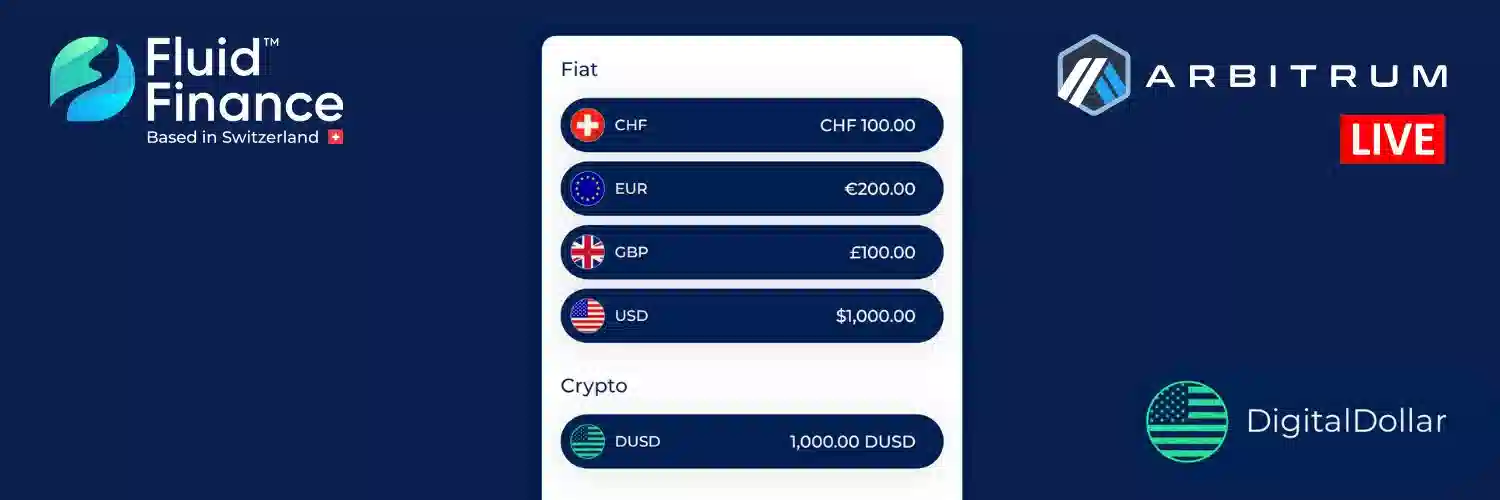 Fluid™
Finance
Based in Switzerland
Fiat
CHF CHF 100.00
EUR €200.00
GBP £100.00
USD $1,000.00
Crypto
DUSD 1,000.00 DUSD
ARBITRUM
LIVE
DigitalDollar